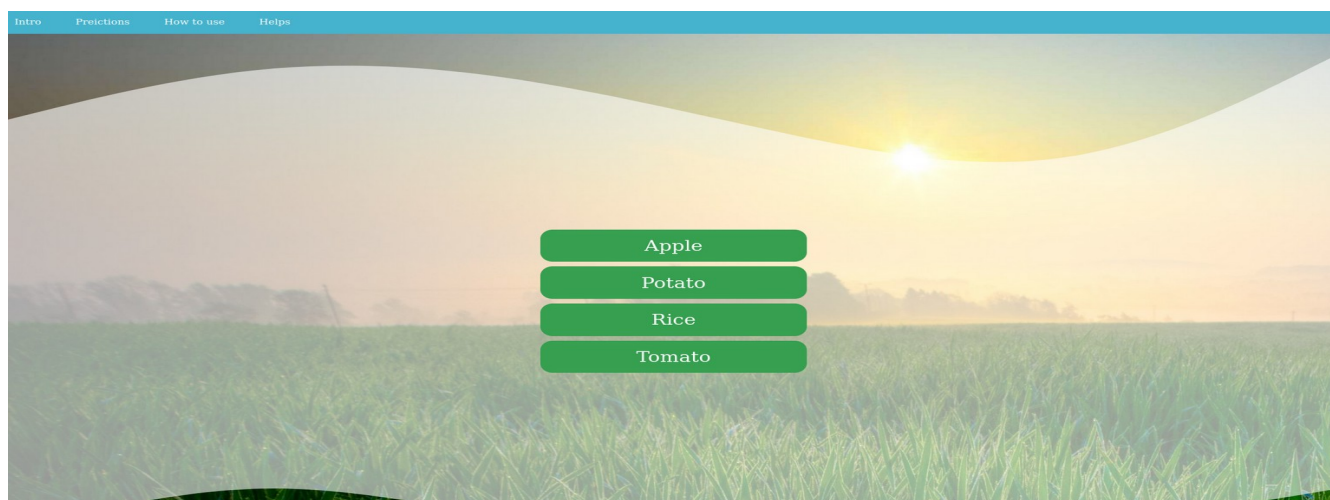 Intro Preictions How to use Helps
Apple
Potato
Rice
Tomato